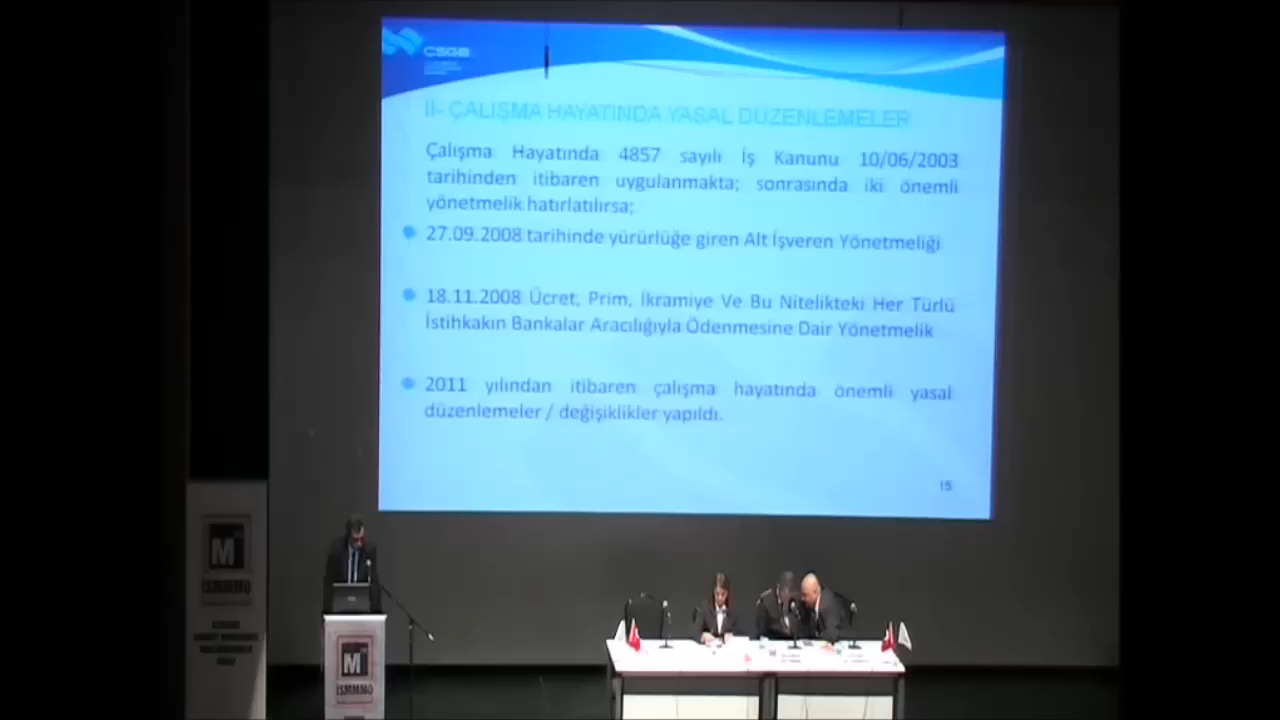 ÇSGB
II- ÇALIŞMA HAYATINDA YASAL DÜZENLEMELER
Çalışma Hayatında 4857 sayılı İş Kanunu 10/06/2003
tarihinden itibaren uygulanmakta; sonrasında iki önemli
yönetmelik hatırlatılırsa;
27.09.2008 tarihinde yürürlüğe giren Alt İşveren Yönetmeliği
18.11.2008 Ücret, Prim, İkramiye Ve Bu Nitelikteki Her Türlü
İstihkakın Bankalar Aracılığıyla Ödenmesine Dair Yönetmelik
2011 yılından itibaren çalışma hayatında önemli yasal
düzenlemeler / değişiklikler yapıldı.
15
M
İSMMMO
M
İSMMMO